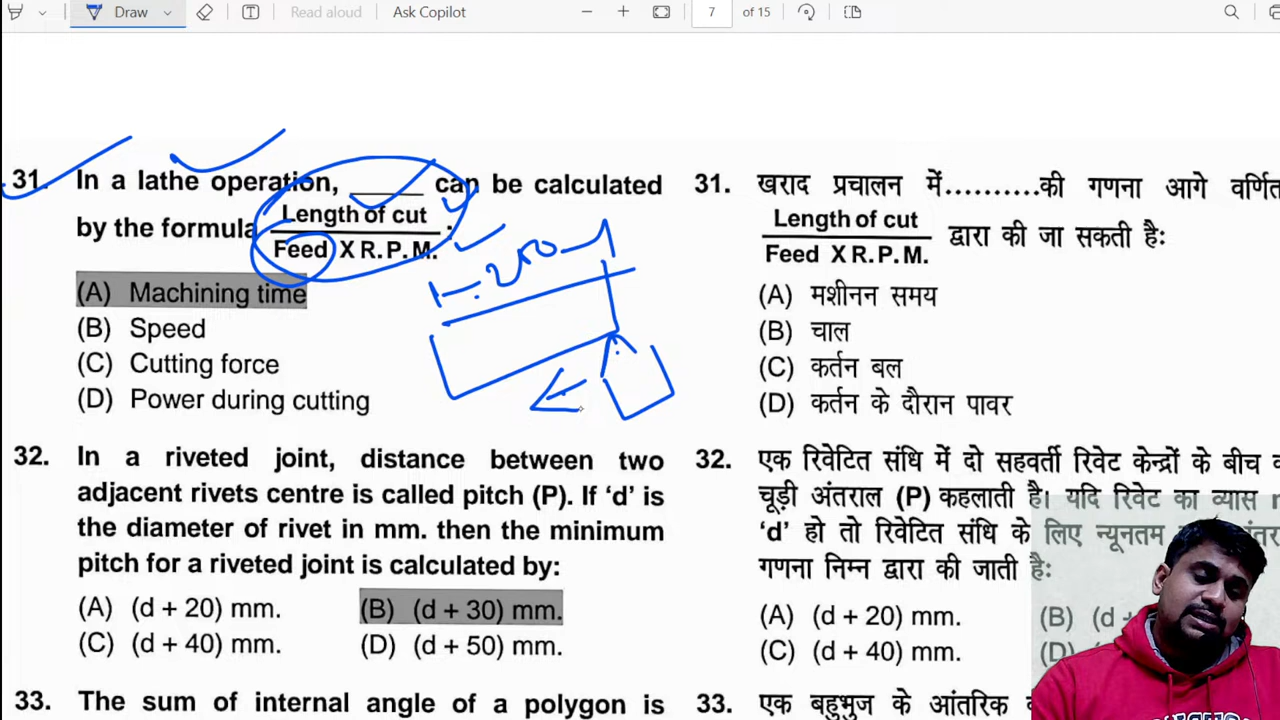 Draw
Read aloud
Ask Copilot
7
of 15
31. In a lathe operation, ____ can be calculated
by the formula Length of cut / Feed X R.P.M. :
(A) Machining time
(B) Speed
(C) Cutting force
(D) Power during cutting
250
32. In a riveted joint, distance between two
adjacent rivets centre is called pitch (P). If ‘d’ is
the diameter of rivet in mm. then the minimum
pitch for a riveted joint is calculated by:
(A) (d + 20) mm. (B) (d + 30) mm.
(C) (d + 40) mm. (D) (d + 50) mm.
33. The sum of internal angle of a polygon is
31. खराद प्रचालन में..........की गणना आगे वर्णित
Length of cut / Feed X R.P.M. द्वारा की जा सकती है:
(A) मशीनन समय
(B) चाल
(C) कर्तन बल
(D) कर्तन के दौरान पावर
32. एक रिवेटित संधि में दो सहवर्ती रिवेट केन्द्रों के बीच
चूड़ी अंतराल (P) कहलाती है। यदि रिवेट का व्यास
‘d’ हो तो रिवेटित संधि के लिए न्यूनतम
गणना निम्न द्वारा की जाती है:
(A) (d + 20) mm. (B)
(C) (d + 40) mm. (D)
33. एक बहुभुज के आंतरिक